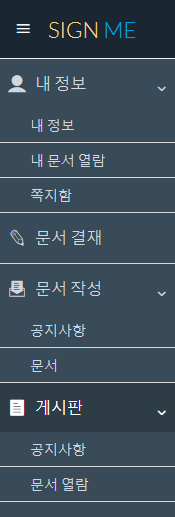 SIGN ME
내 정보
내 정보
내 문서 열람
쪽지함
문서 결재
문서 작성
공지사항
문서
게시판
공지사항
문서 열람